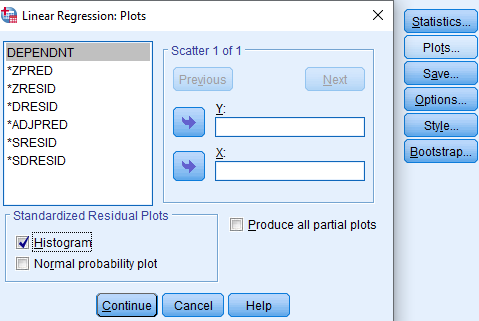 Linear Regression: Plots
DEPENDNT
*ZPRED
*ZRESID
*DRESID
*ADJPRED
*SRESID
*SDRESID
Scatter 1 of 1
Previous
Next
Y:
X:
Standardized Residual Plots
Histogram
Normal probability plot
Produce all partial plots
Continue
Cancel
Help
Statistics...
Plots...
Save...
Options...
Style...
Bootstrap...